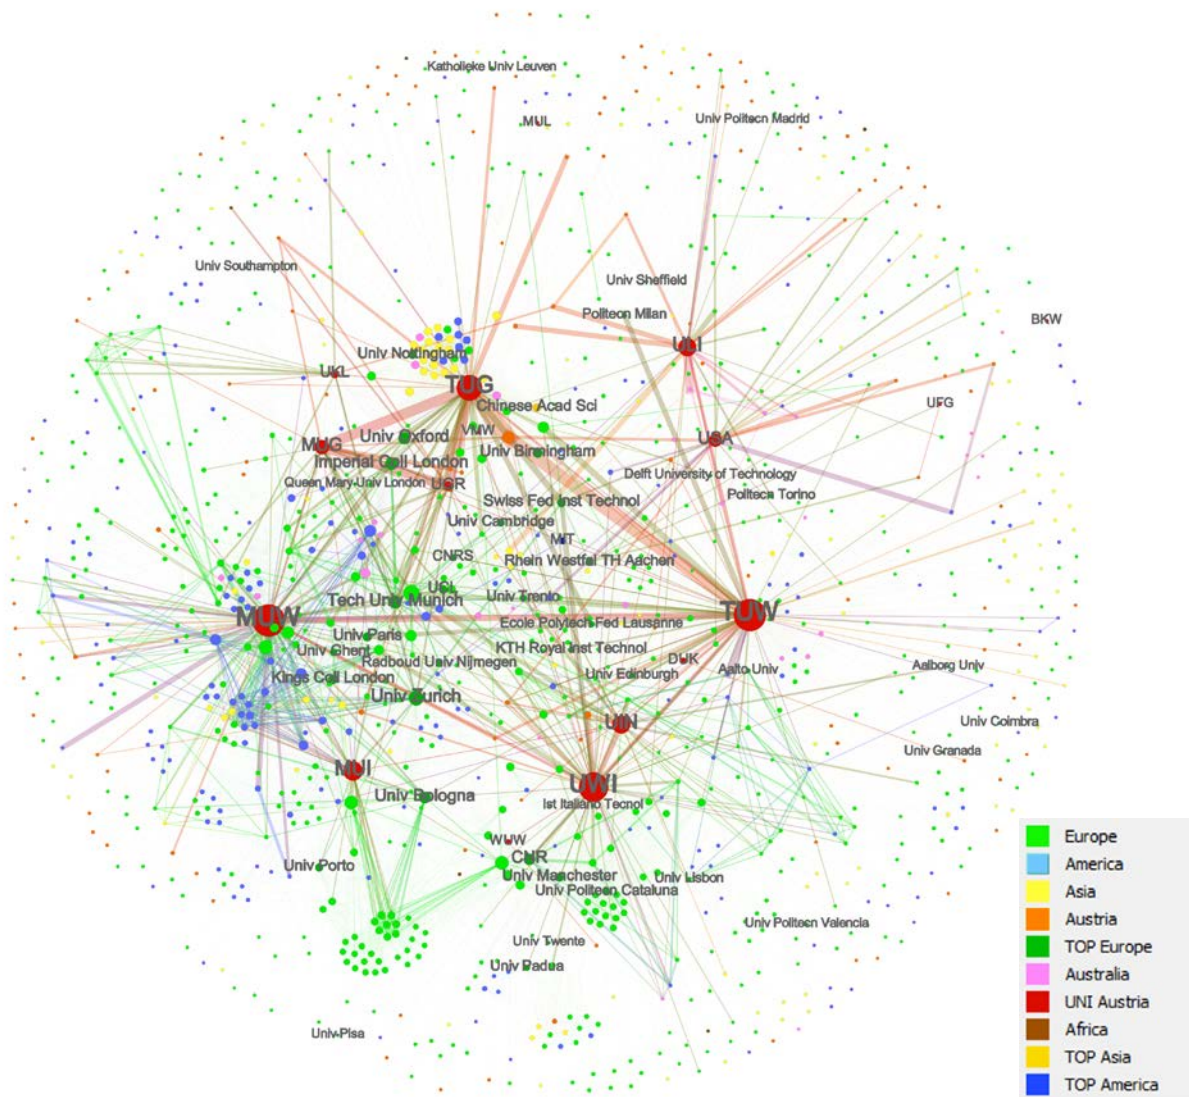 Katholieke Univ Leuven
MUL
Univ Politecn Madrid
Univ Southampton
Univ Sheffield
Politecn Milan
BKW
ULI
Univ Nottingham
UKL
TUG
UFG
Chinese Acad Sci
VMW
USA
Univ Oxford
MUG
Univ Birmingham
Imperial Coll London
Delft University of Technology
Queen Mary Univ London
UGR
Politecn Torino
Swiss Fed Inst Technol
Univ Cambridge
MIT
CNRS
Rhein Westfal TH Aachen
UCL
Univ Trento
Tech Univ Munich
MUW
TUW
Ecole Polytech Fed Lausanne
Univ Paris
Univ Ghent
KTH Royal Inst Technol
Radboud Univ Nijmegen
DUK
Aalto Univ
Aalborg Univ
Kings Coll London
Univ Edinburgh
Univ Zurich
UIN
Univ Coimbra
Univ Granada
MUI
UWI
Univ Bologna
Ist Italiano Tecnol
WUW
CNR
Univ Porto
Univ Manchester
Univ Lisbon
Univ Politecn Cataluna
Univ Politecn Valencia
Univ Twente
Univ Padua
Univ Pisa
Europe
America
Asia
Austria
TOP Europe
Australia
UNI Austria
Africa
TOP Asia
TOP America